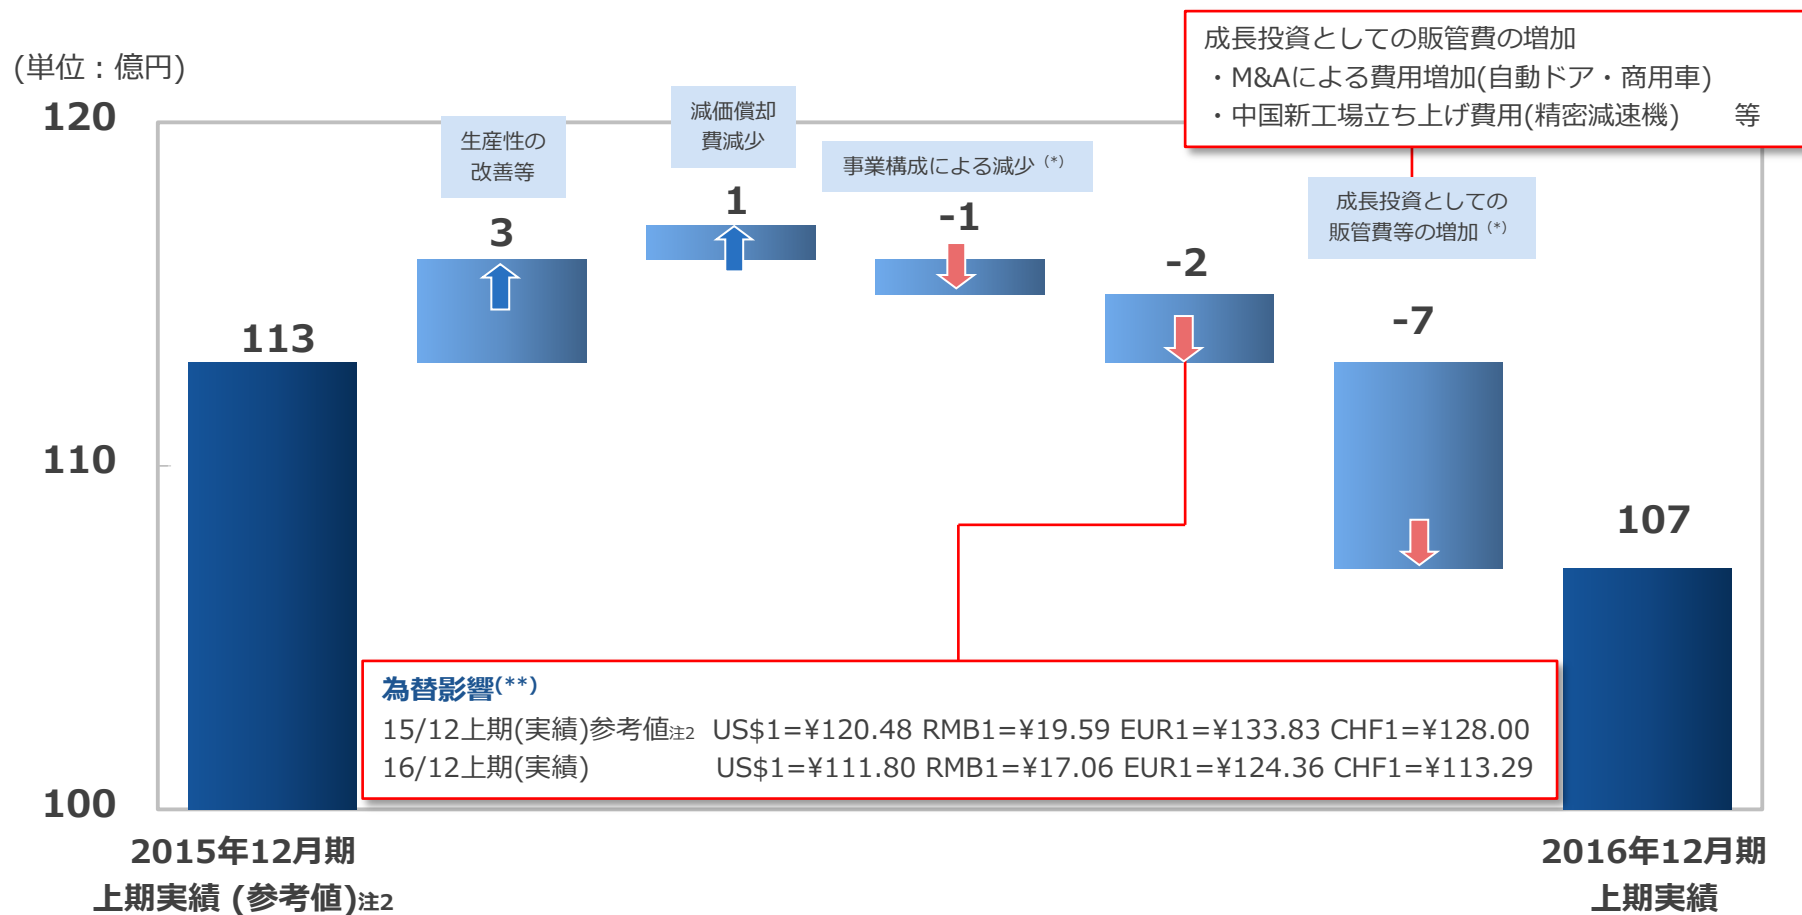 (単位：億円)
成長投資としての販管費の増加
・M&Aによる費用増加(自動ドア・商用車)
・中国新工場立ち上げ費用(精密減速機)　　等
120
110
100
生産性の
改善等
3
減価償却
費減少
1
事業構成による減少 (*)
-1
-2
成長投資としての
販管費等の増加 (*)
-7
113
107
為替影響(**)
15/12上期(実績)参考値注2 US$1=¥120.48 RMB1=¥19.59 EUR1=¥133.83 CHF1=¥128.00
16/12上期(実績) US$1=¥111.80 RMB1=¥17.06 EUR1=¥124.36 CHF1=¥113.29
2015年12月期
上期実績 (参考値)注2
2016年12月期
上期実績